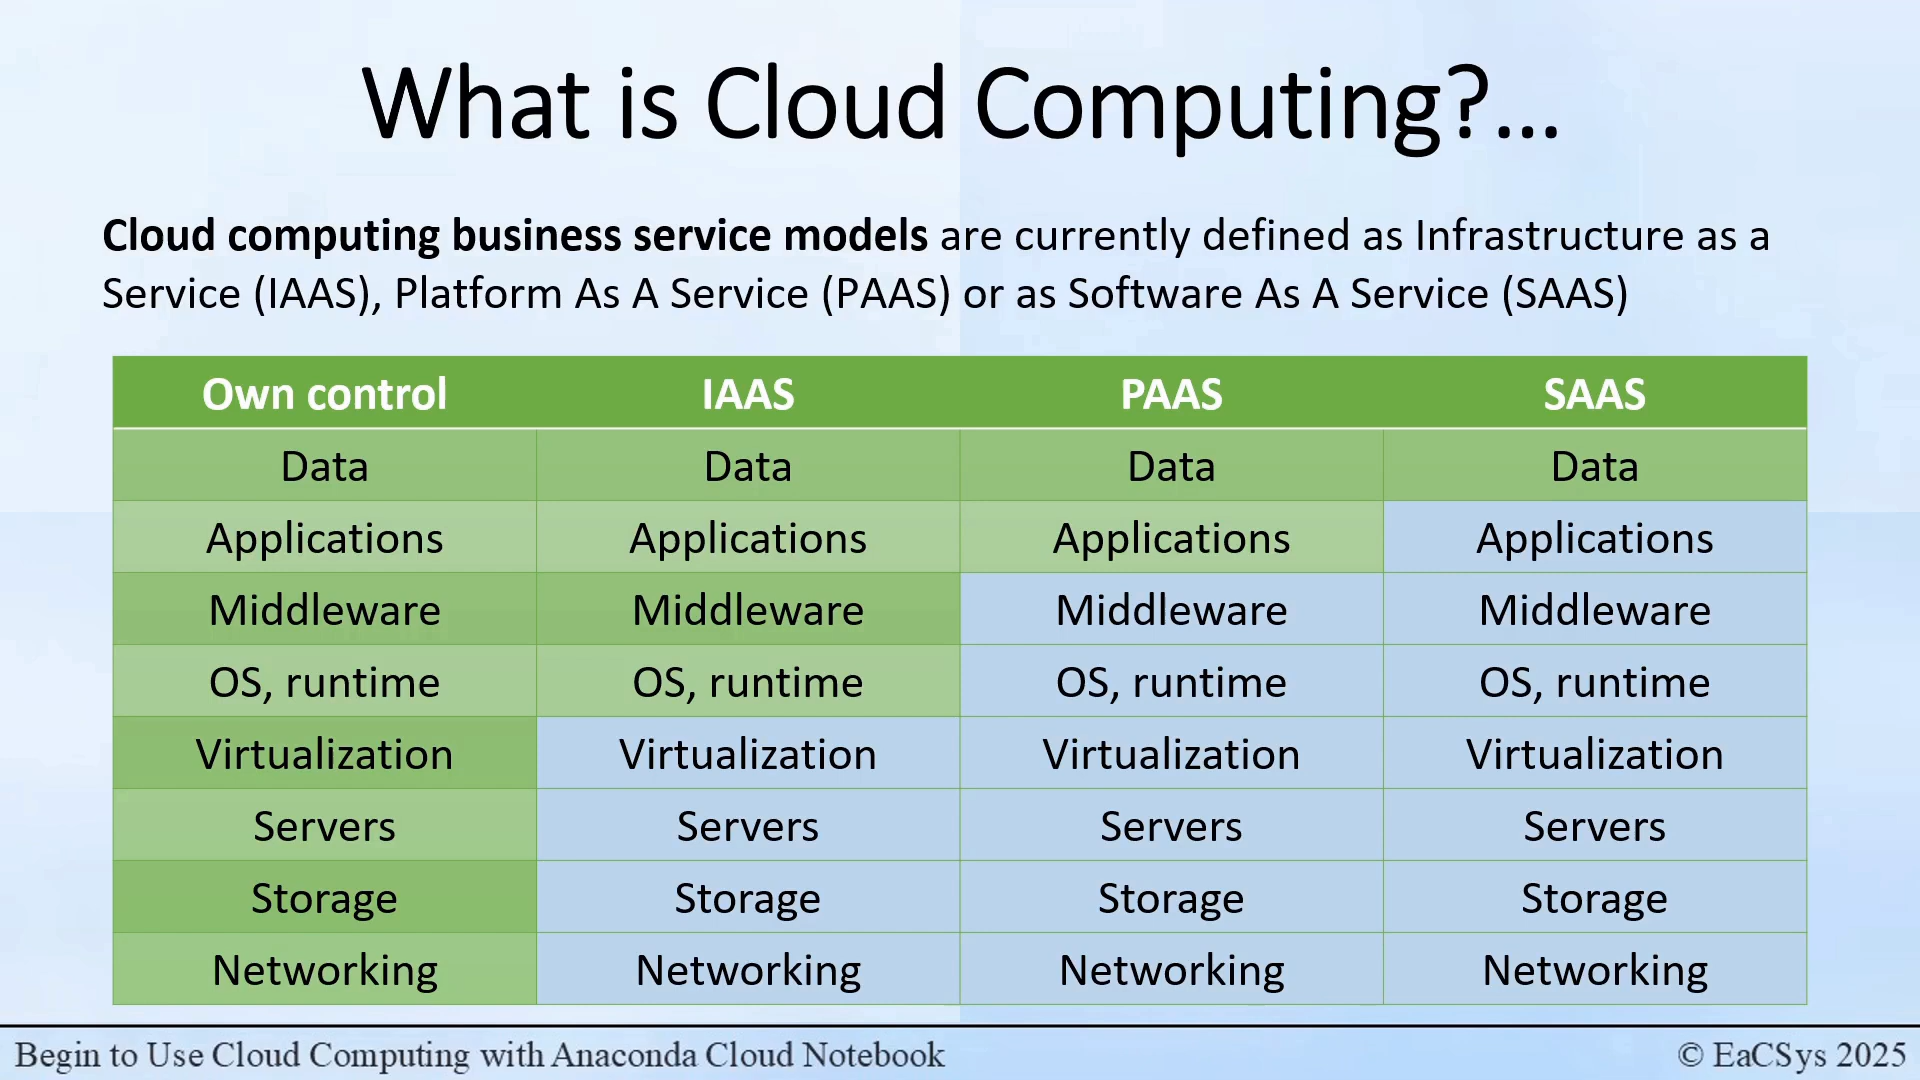 What is Cloud Computing?...
Cloud computing business service models are currently defined as Infrastructure as a
Service (IAAS), Platform As A Service (PAAS) or as Software As A Service (SAAS)
Own control IAAS PAAS SAAS
Data Data Data Data
Applications Applications Applications Applications
Middleware Middleware Middleware Middleware
OS, runtime OS, runtime OS, runtime OS, runtime
Virtualization Virtualization Virtualization Virtualization
Servers Servers Servers Servers
Storage Storage Storage Storage
Networking Networking Networking Networking
Begin to Use Cloud Computing with Anaconda Cloud Notebook © EaCSys 2025